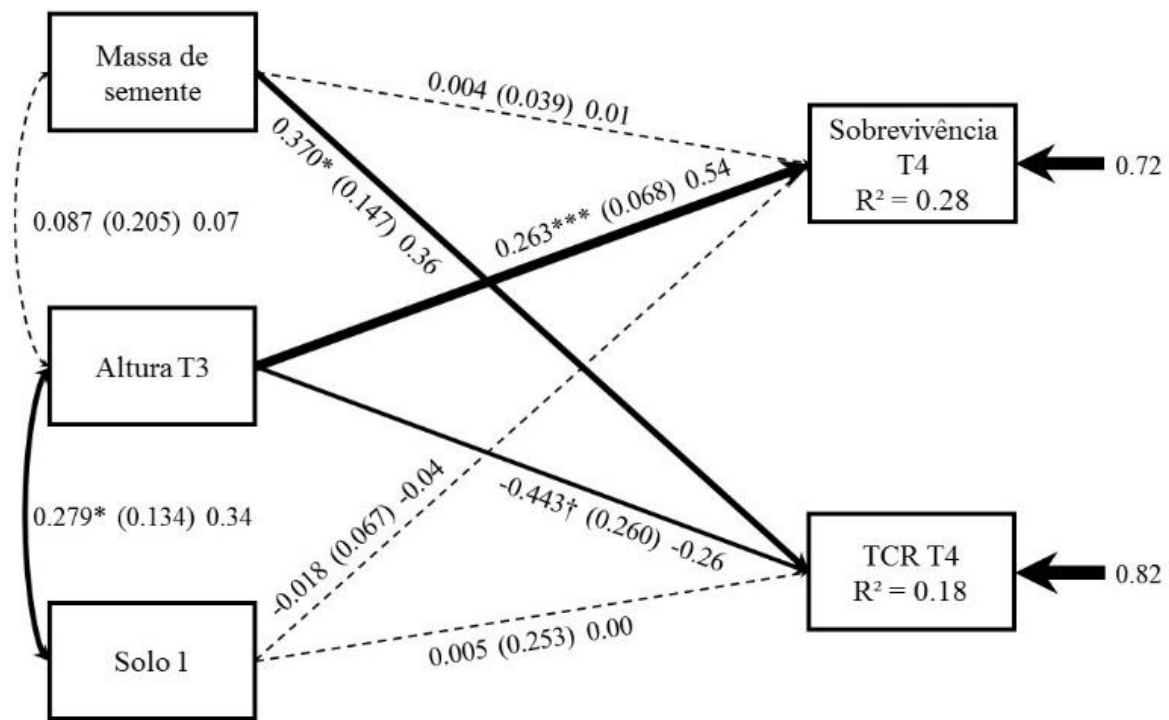 Massa de
semente
0.004 (0.039) 0.01
Sobrevivência
T4
R² = 0.28
0.72
0.370* (0.147) 0.36
0.263*** (0.068) 0.54
0.087 (0.205) 0.07
Altura T3
-0.443† (0.260) -0.26
0.279* (0.134) 0.34
-0.018 (0.067) -0.04
TCR T4
R² = 0.18
0.82
0.005 (0.253) 0.00
Solo 1